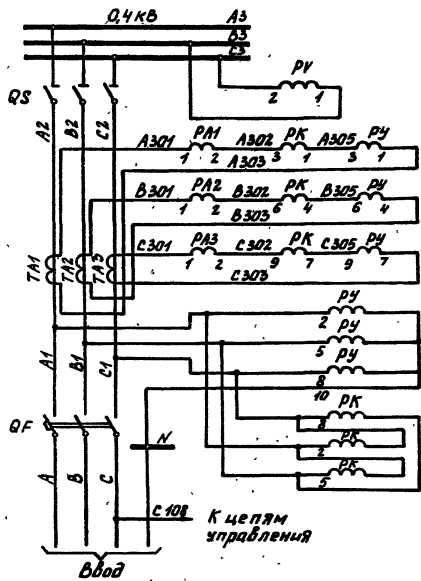 0,4кВ A3
B3
C3
PV
2 1
QS
A2 B2 C2
A301 PA1 A302 PK A305 PУ
1 2 3 1 3 1
A303
B301 PA2 B302 PK B305 PУ
1 2 6 4 6 4
B303
C301 PA3 C302 PK C305 PУ
1 2 9 7 9 7
C303
TA1 TA2 TA3
PУ
2
PУ
5
PУ
8
10
A1 B1 C1
PK
8
PK
2
PK
5
QF
N
A B C
C108 К цепям
управления
Ввод